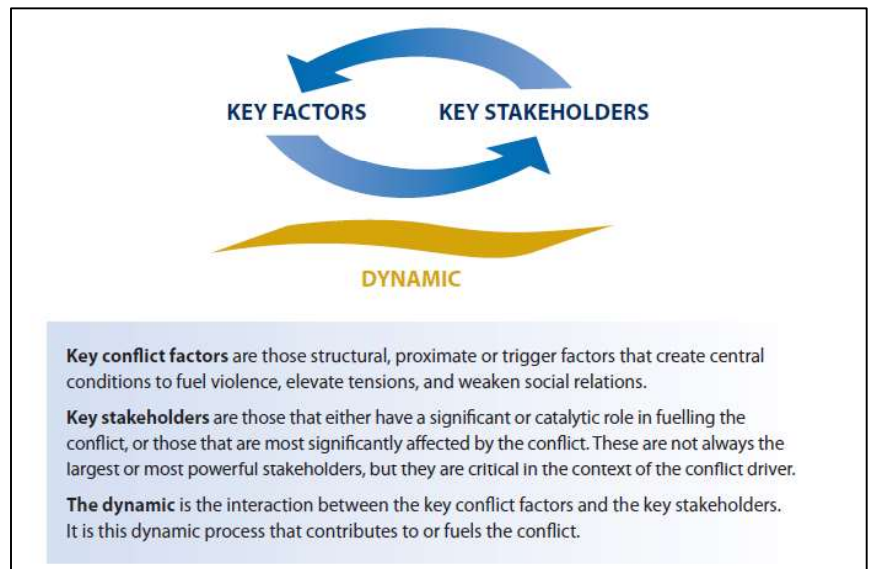 KEY FACTORS KEY STAKEHOLDERS
DYNAMIC
Key conflict factors are those structural, proximate or trigger factors that create central
conditions to fuel violence, elevate tensions, and weaken social relations.
Key stakeholders are those that either have a significant or catalytic role in fuelling the
conflict, or those that are most significantly affected by the conflict. These are not always the
largest or most powerful stakeholders, but they are critical in the context of the conflict driver.
The dynamic is the interaction between the key conflict factors and the key stakeholders.
It is this dynamic process that contributes to or fuels the conflict.